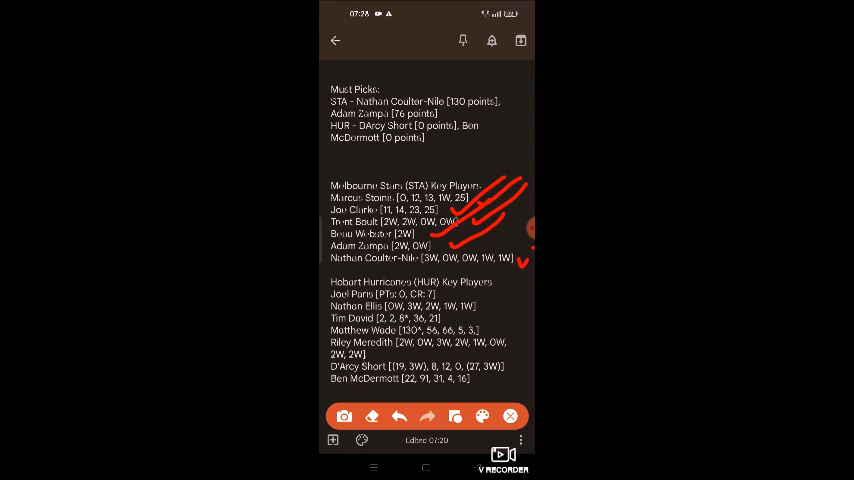 07:28
Must Picks:
STA - Nathan Coulter-Nile [130 points],
Adam Zampa [76 points]
HUR - DArcy Short [0 points], Ben
McDermott [0 points]
Melbourne Stars (STA) Key Players
Marcus Stoinis [0, 12, 13, 1W, 25]
Joe Clarke [11, 14, 23, 25]
Trent Boult [2W, 2W, 0W, 0W]
Beau Webster [2W]
Adam Zampa [2W, 0W]
Nathan Coulter-Nile [3W, 0W, 0W, 1W, 1W]
Hobart Hurricanes (HUR) Key Players
Joel Paris [PTs: 0, CR: 7]
Nathan Ellis [0W, 3W, 2W, 1W, 1W]
Tim David [2, 2, 8*, 36, 21]
Matthew Wade [130*, 56, 66, 5, 3,]
Riley Meredith [2W, 0W, 3W, 2W, 1W, 0W,
2W, 2W]
D'Arcy Short [(19, 3W), 8, 12, 0, (27, 3W)]
Ben McDermott [22, 91, 31, 4, 16]
Edited 07:20
V RECORDER